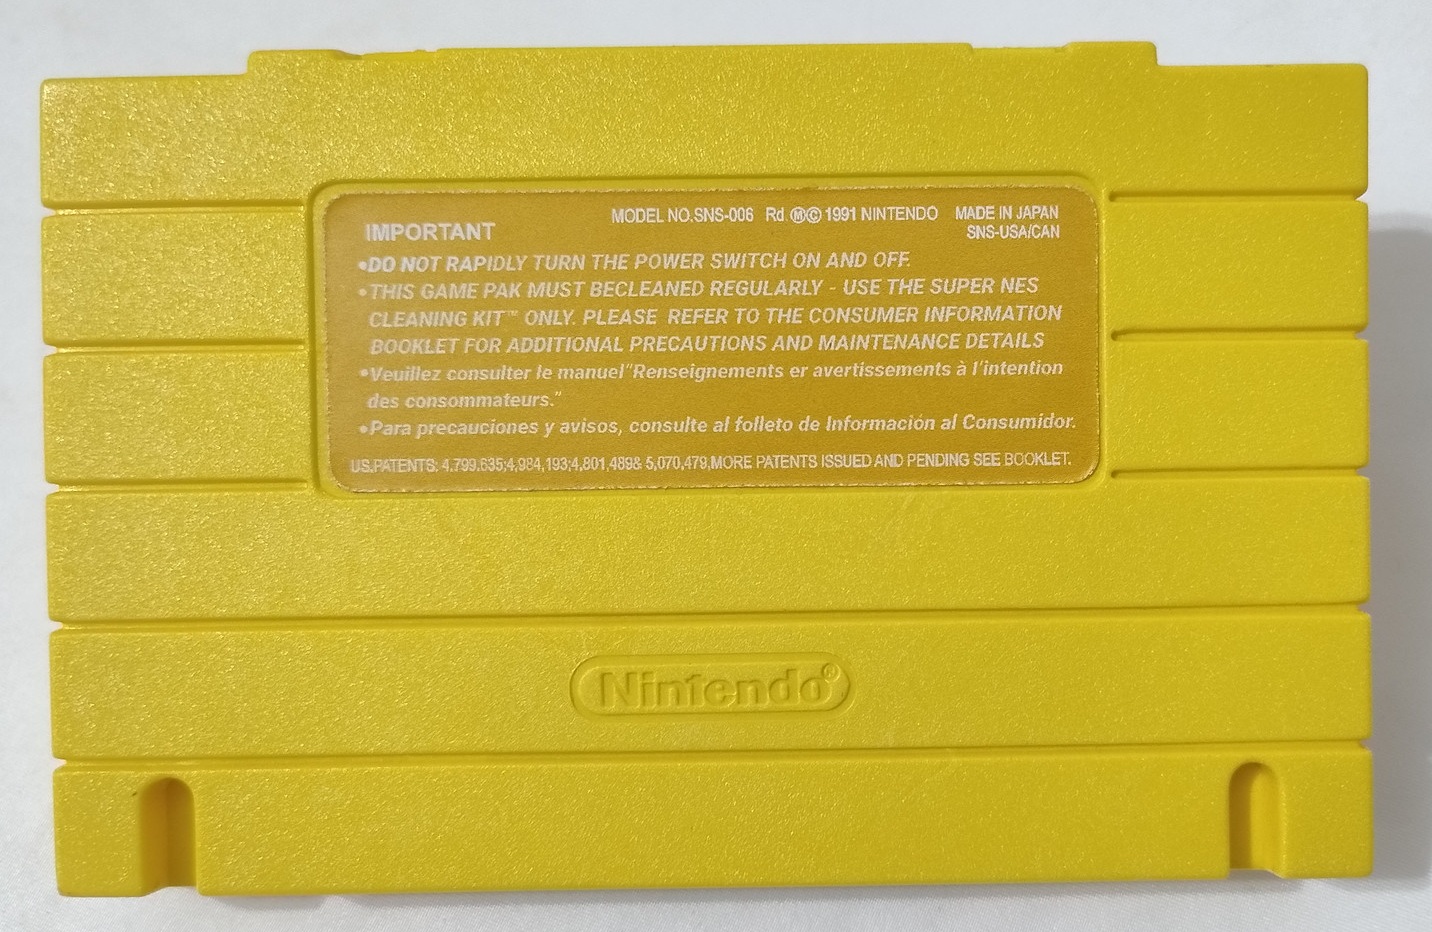 IMPORTANT MODEL NO.SNS-006 Rd. ⓂⒸ 1991 NINTENDO MADE IN JAPAN
SNS-USA/CAN
•DO NOT RAPIDLY TURN THE POWER SWITCH ON AND OFF.
•THIS GAME PAK MUST BECLEANED REGULARLY - USE THE SUPER NES
CLEANING KIT™ ONLY. PLEASE REFER TO THE CONSUMER INFORMATION
BOOKLET FOR ADDITIONAL PRECAUTIONS AND MAINTENANCE DETAILS
•Veuillez consulter le manuel"Renseignements er avertissements à l'intention
des consommateurs."
•Para precauciones y avisos, consulte al folleto de Información al Consumidor.
US.PATENTS: 4,799,635;4,984,193;4,801,489& 5,070,479,MORE PATENTS ISSUED AND PENDING SEE BOOKLET.
Nintendo®